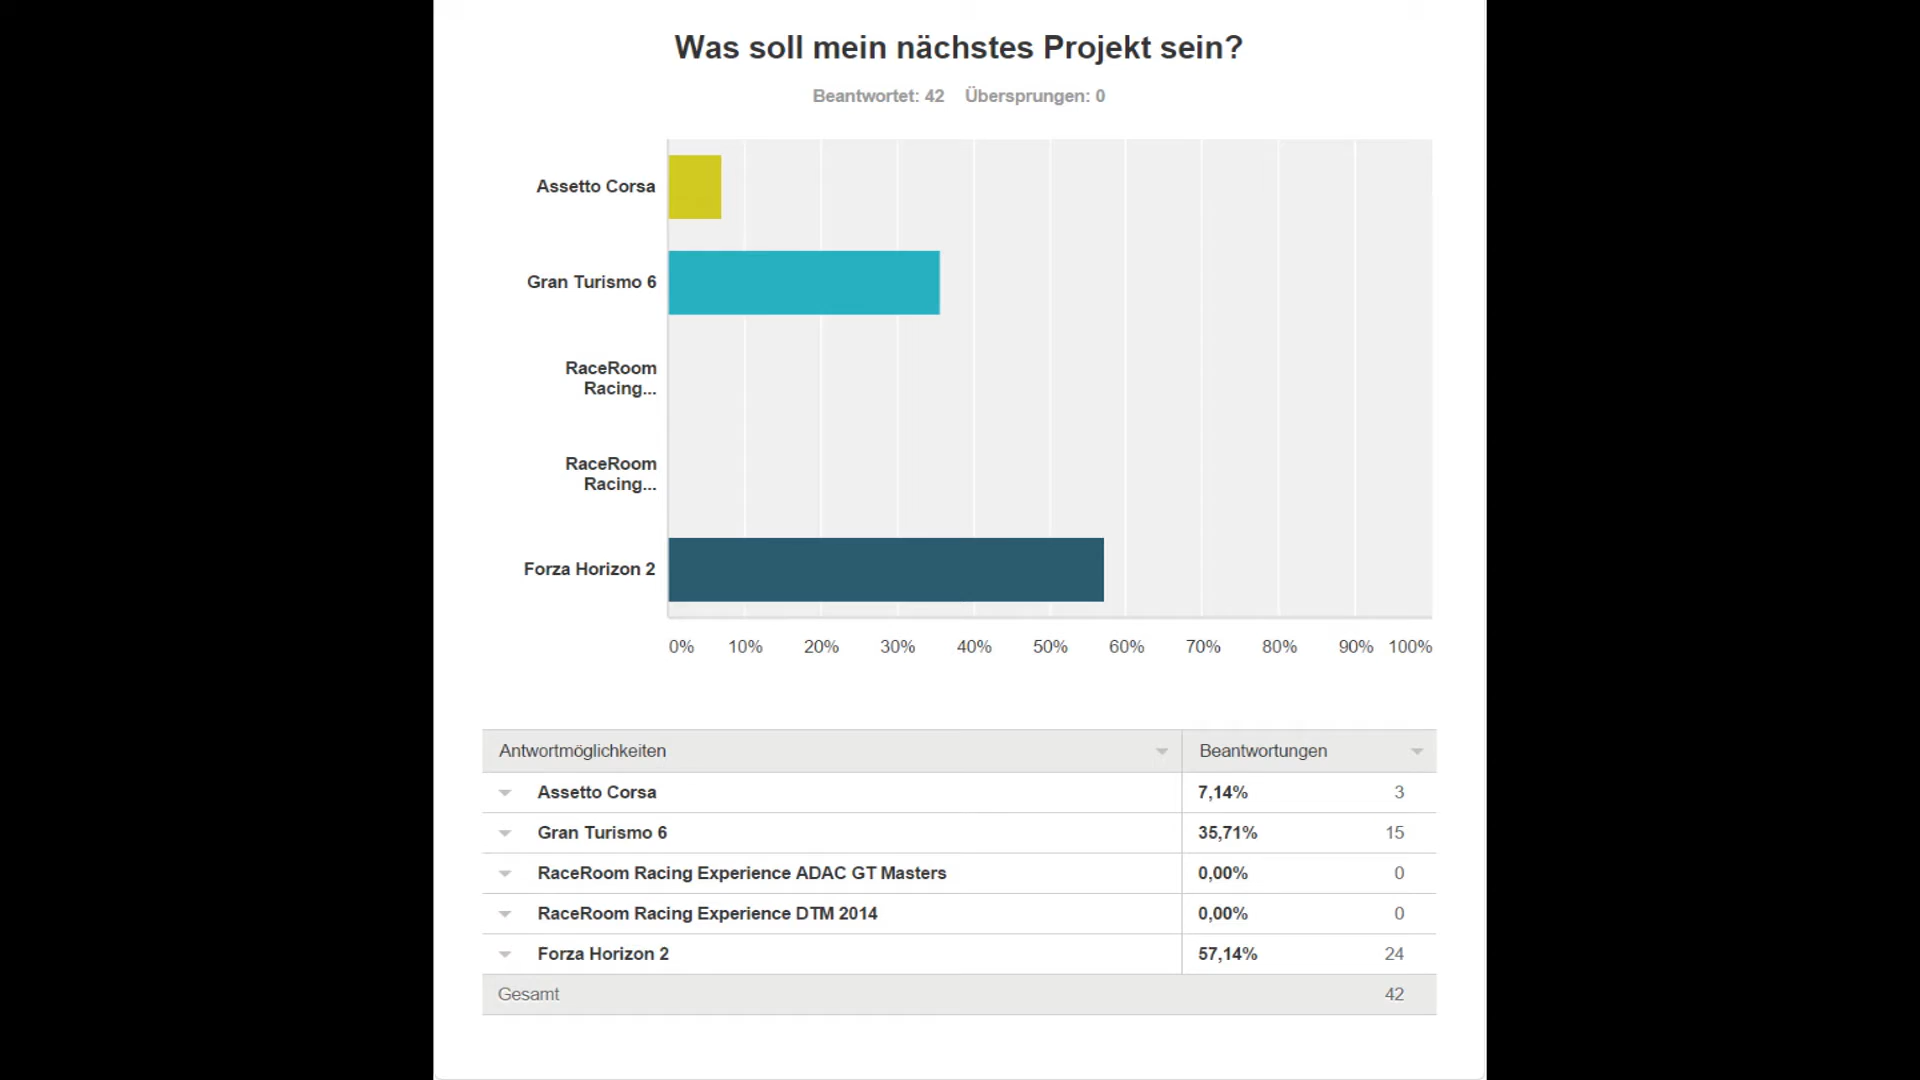 Was soll mein nächstes Projekt sein?
Beantwortet: 42 Übersprungen: 0
Assetto Corsa
Gran Turismo 6
RaceRoom
Racing...
RaceRoom
Racing...
Forza Horizon 2
0% 10% 20% 30% 40% 50% 60% 70% 80% 90% 100%
Antwortmöglichkeiten Beantwortungen
Assetto Corsa 7,14% 3
Gran Turismo 6 35,71% 15
RaceRoom Racing Experience ADAC GT Masters 0,00% 0
RaceRoom Racing Experience DTM 2014 0,00% 0
Forza Horizon 2 57,14% 24
Gesamt 42